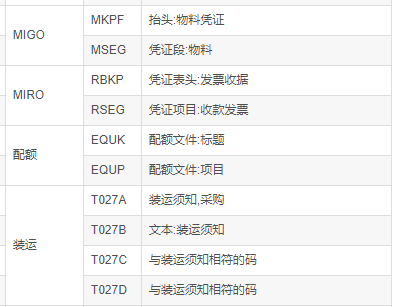 MIGO
MKPF 抬头:物料凭证
MSEG 凭证段:物料
MIRO
RBKP 凭证表头:发票收据
RSEG 凭证项目:收款发票
配额
EQUK 配额文件:标题
EQUP 配额文件:项目
装运
T027A 装运须知,采购
T027B 文本:装运须知
T027C 与装运须知相符的码
T027D 与装运须知相符的码